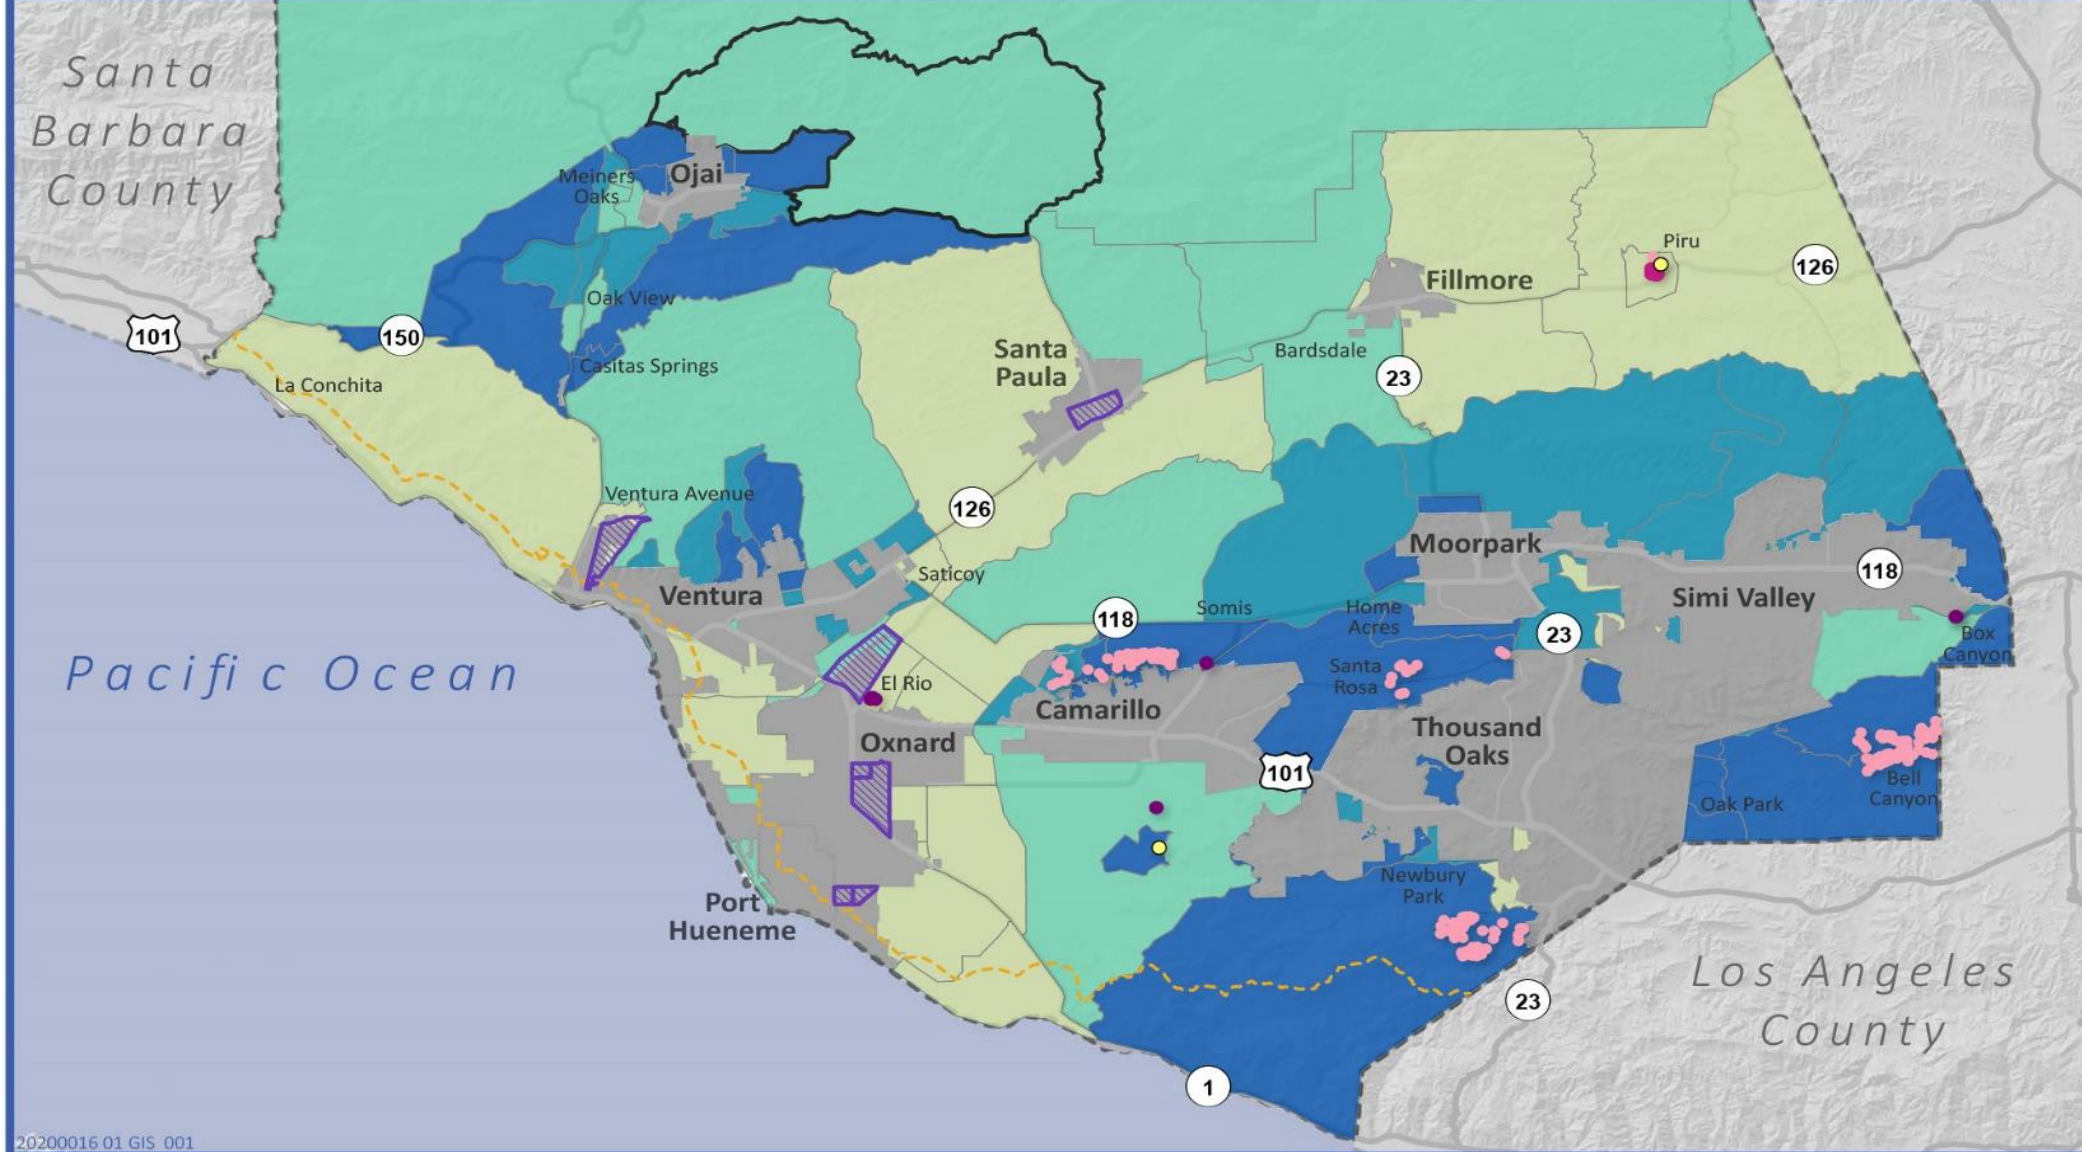 Santa
Barbara
County
101
150
La Conchita
Meiners
Oaks
Ojai
Oak View
Casitas Springs
Santa
Paula
Fillmore
Bardsdale
23
Piru
126
Ventura Avenue
126
Saticoy
Ventura
118
Somis
Home
Acres
Moorpark
23
Simi Valley
118
Box
Canyon
Pacific Ocean
El Rio
Oxnard
Camarillo
Santa
Rosa
101
Thousand
Oaks
Oak Park
Bell
Canyon
Port
Hueneme
Newbury
Park
23
Los Angeles
County
1
20200016 01 GIS 001